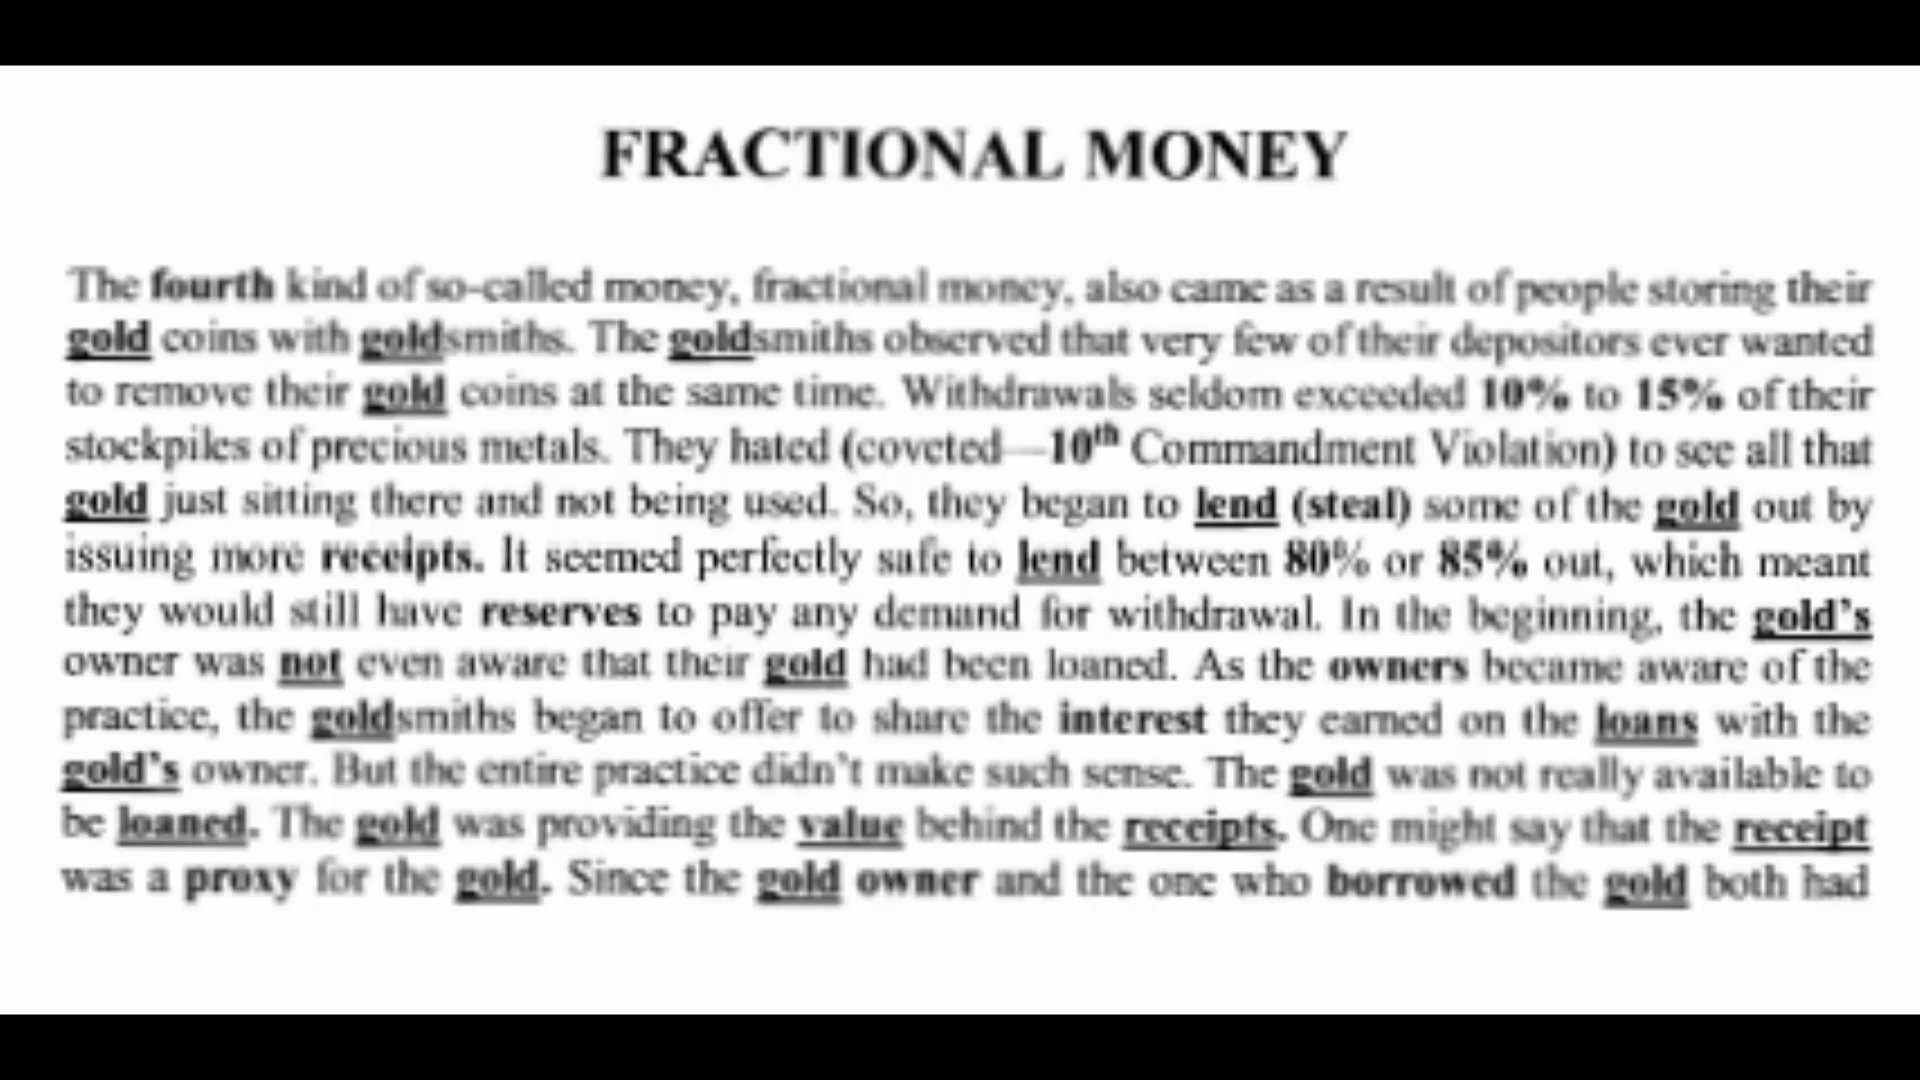 FRACTIONAL MONEY
The fourth kind of so-called money, fractional money, also came as a result of people storing their
gold coins with goldsmiths. The goldsmiths observed that very few of their depositors ever wanted
to remove their gold coins at the same time. Withdrawals seldom exceeded 10% to 15% of their
stockpiles of precious metals. They hated (coveted—10th Commandment Violation) to see all that
gold just sitting there and not being used. So, they began to lend (steal) some of the gold out by
issuing more receipts. It seemed perfectly safe to lend between 80% or 85% out, which meant
they would still have reserves to pay any demand for withdrawal. In the beginning, the gold's
owner was not even aware that their gold had been loaned. As the owners became aware of the
practice, the goldsmiths began to offer to share the interest they earned on the loans with the
gold's owner. But the entire practice didn't make such sense. The gold was not really available to
be loaned. The gold was providing the value behind the receipts. One might say that the receipt
was a proxy for the gold. Since the gold owner and the one who borrowed the gold both had